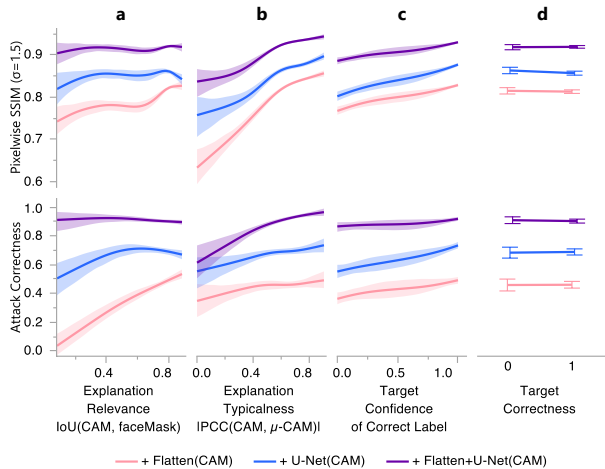 a b c d
Pixelwise SSIM (σ=1.5)
0.9
0.8
0.7
0.6
Attack Correctness
1.0
0.8
0.6
0.4
0.2
0.0
0.4 0.8 0.0 0.4 0.8 0.0 0.5 1.0 0 1
Explanation
Relevance
IoU(CAM, faceMask)
Explanation
Typicalness
|PCC(CAM, μ-CAM)|
Target
Confidence
of Correct Label
Target
Correctness
+ Flatten(CAM) + U-Net(CAM) + Flatten+U-Net(CAM)